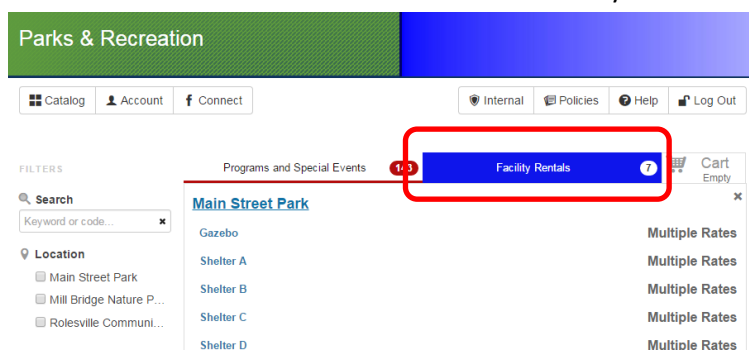 Parks & Recreation
Catalog Account Connect Internal Policies Help Log Out
FILTERS
Programs and Special Events 143 Facility Rentals 7 Cart
Empty
Search
Keyword or code... ×
Location
Main Street Park
Mill Bridge Nature P...
Rolesville Communi...
Main Street Park ×
Gazebo Multiple Rates
Shelter A Multiple Rates
Shelter B Multiple Rates
Shelter C Multiple Rates
Shelter D Multiple Rates